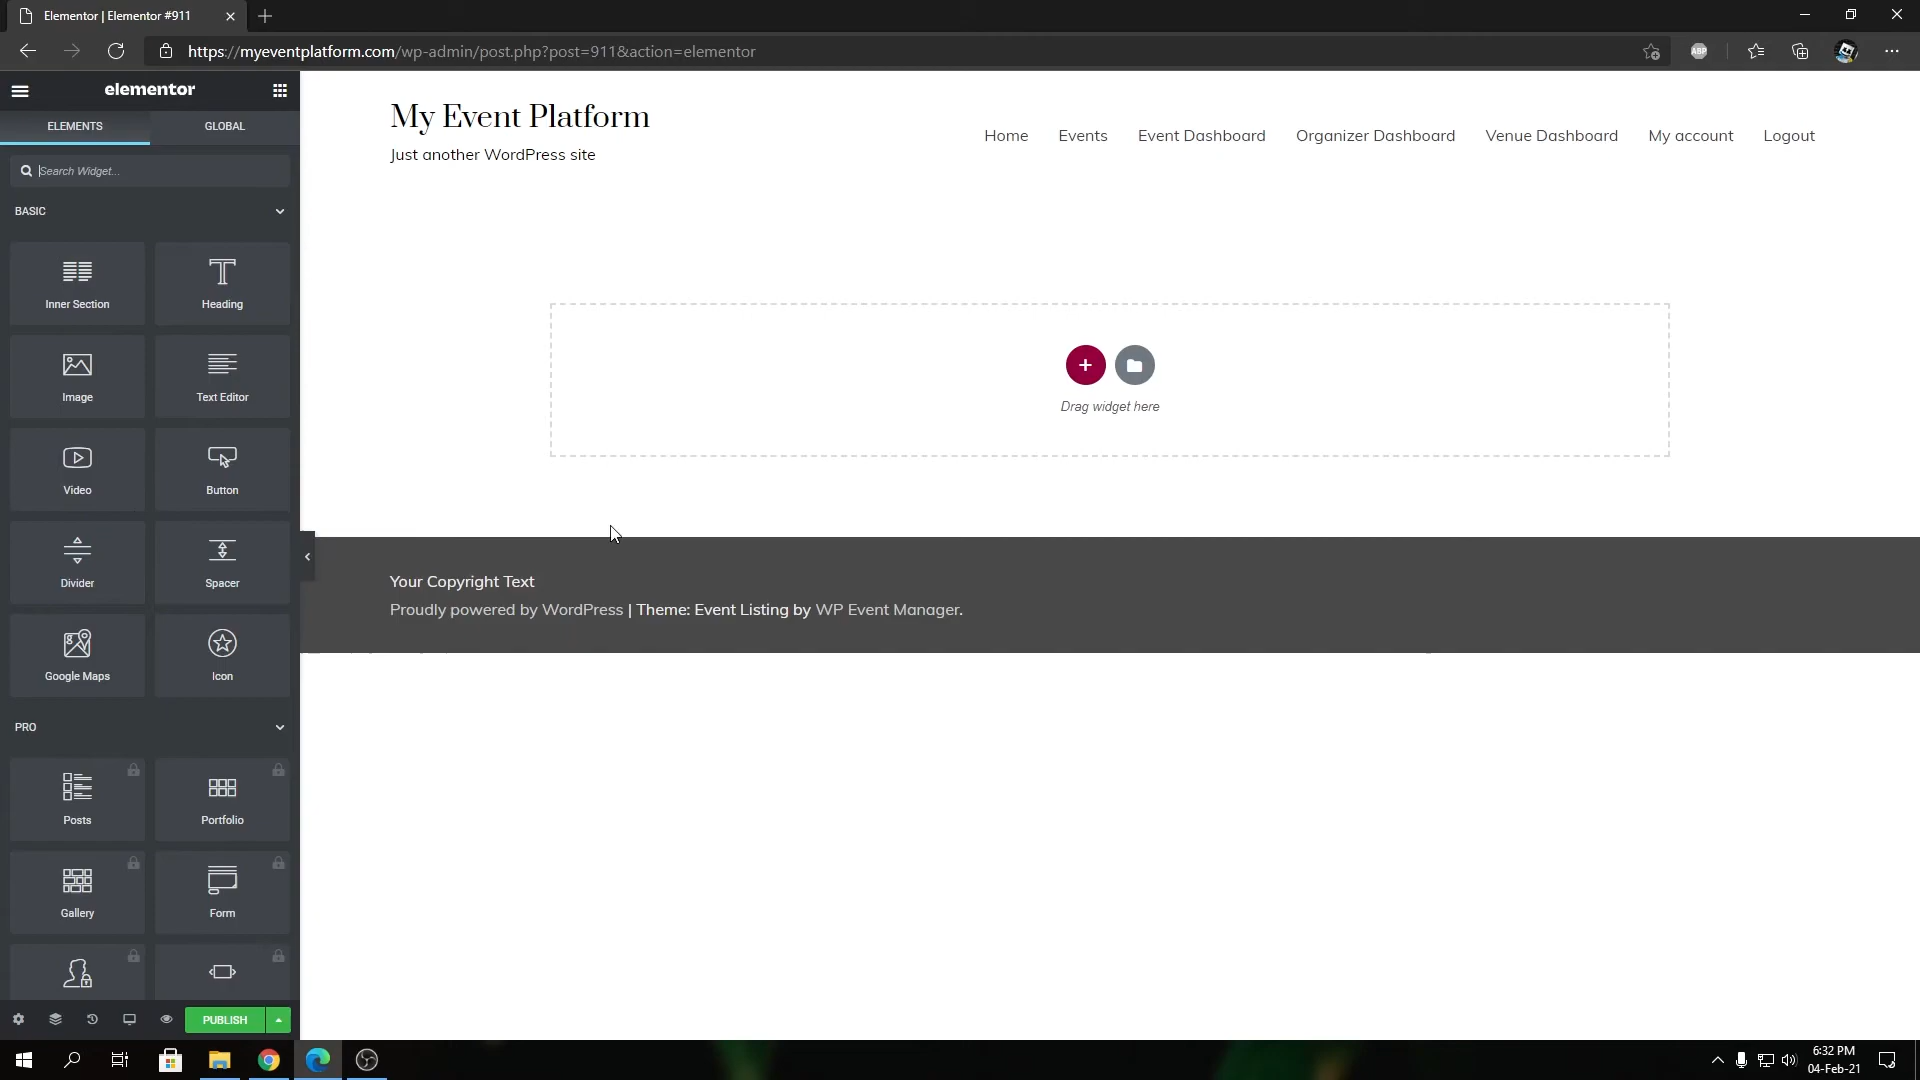 Elementor | Elementor #911
https://myeventplatform.com/wp-admin/post.php?post=911&action=elementor
ABP
elementor
ELEMENTS
GLOBAL
Search Widget...
BASIC
Inner Section
Heading
Image
Text Editor
Video
Button
Divider
Spacer
Google Maps
Icon
PRO
Posts
Portfolio
Gallery
Form
PUBLISH
My Event Platform
Just another WordPress site
Home Events Event Dashboard Organizer Dashboard Venue Dashboard My account Logout
Drag widget here
Your Copyright Text
Proudly powered by WordPress | Theme: Event Listing by WP Event Manager.
6:32 PM
04-Feb-21